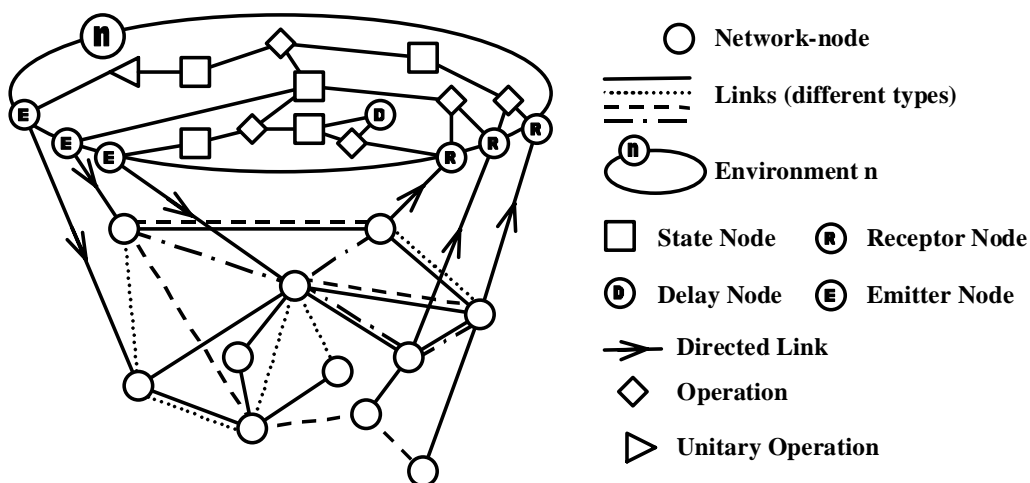 n
E
E
E
D
R
R
R
Network-node
Links (different types)
n
Environment n
State Node
R Receptor Node
D Delay Node
E Emitter Node
Directed Link
Operation
Unitary Operation